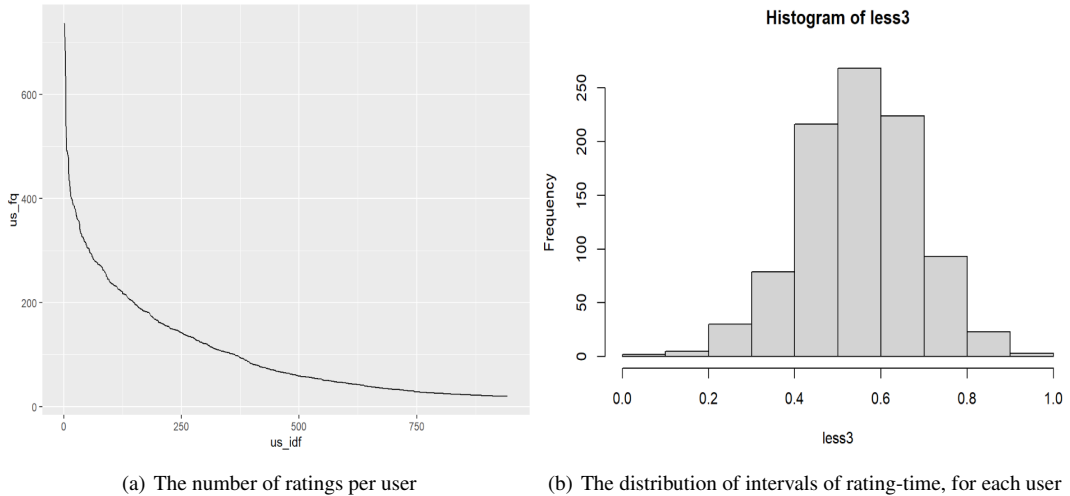 Histogram of less3
us_fq
600
400
200
0
0
250
500
750
us_idf
Frequency
250
200
150
100
50
0
0.0
0.2
0.4
0.6
0.8
1.0
less3
(a) The number of ratings per user
(b) The distribution of intervals of rating-time, for each user